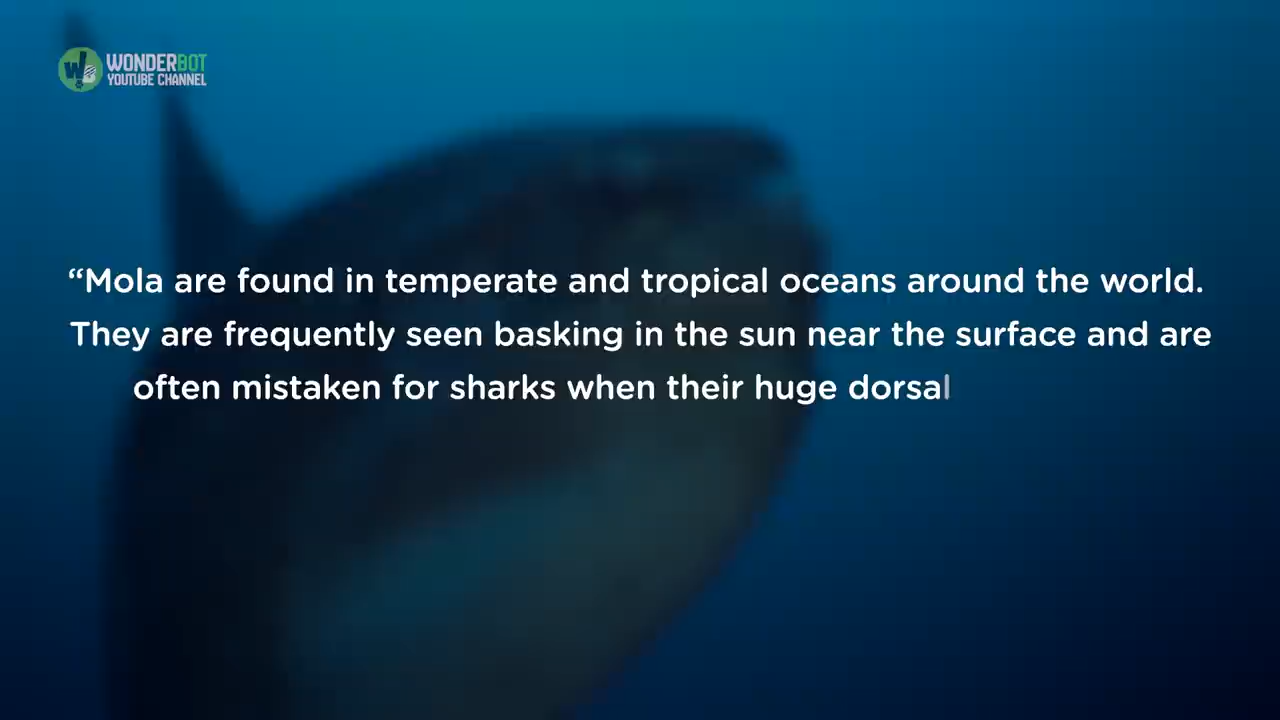 WONDERBOT
YOUTUBE CHANNEL
“Mola are found in temperate and tropical oceans around the world.
They are frequently seen basking in the sun near the surface and are
often mistaken for sharks when their huge dorsal